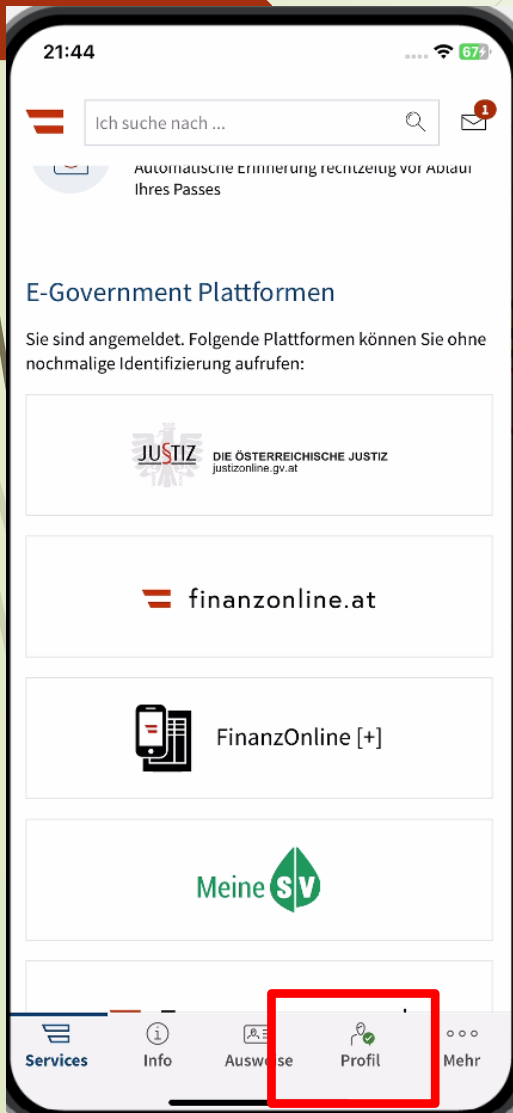 21:44
67
Ich suche nach ...
1
Automatische Erinnerung rechtzeitig vor Ablauf
Ihres Passes
E-Government Plattformen
Sie sind angemeldet. Folgende Plattformen können Sie ohne
nochmalige Identifizierung aufrufen:
JU§TIZ DIE ÖSTERREICHISCHE JUSTIZ
justizonline.gv.at
finanzonline.at
FinanzOnline [+]
Meine SV
Services Info Ausweise Profil Mehr